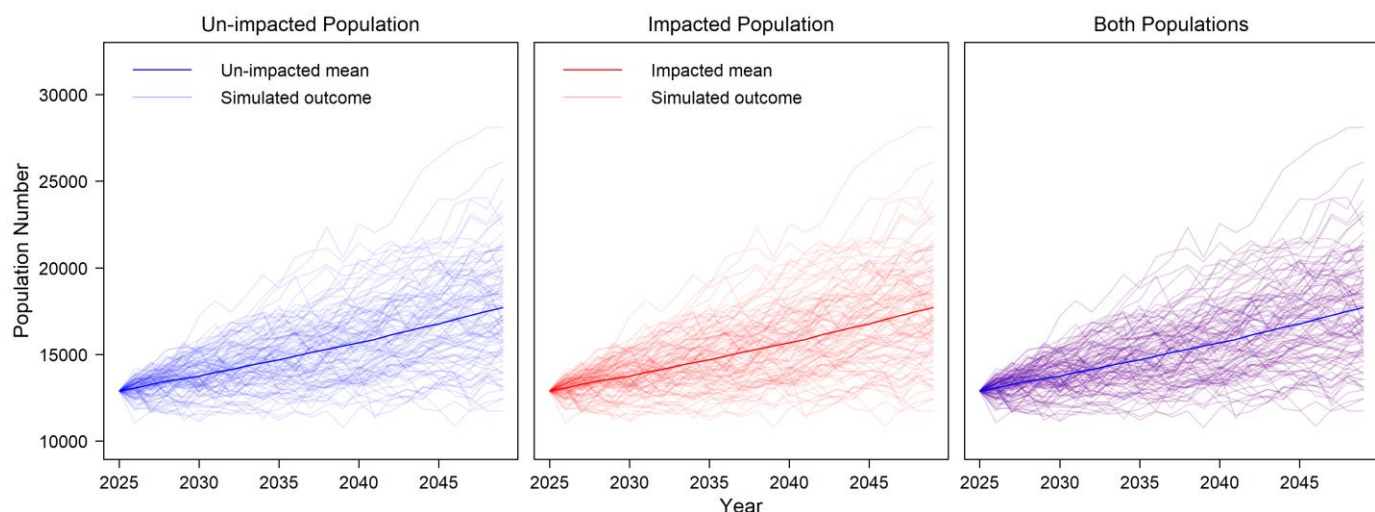 Un-impacted Population
Impacted Population
Both Populations
Un-impacted mean
Simulated outcome
Impacted mean
Simulated outcome
Population Number
30000
25000
20000
15000
10000
2025 2030 2035 2040 2045
2025 2030 2035 2040 2045
2025 2030 2035 2040 2045
Year